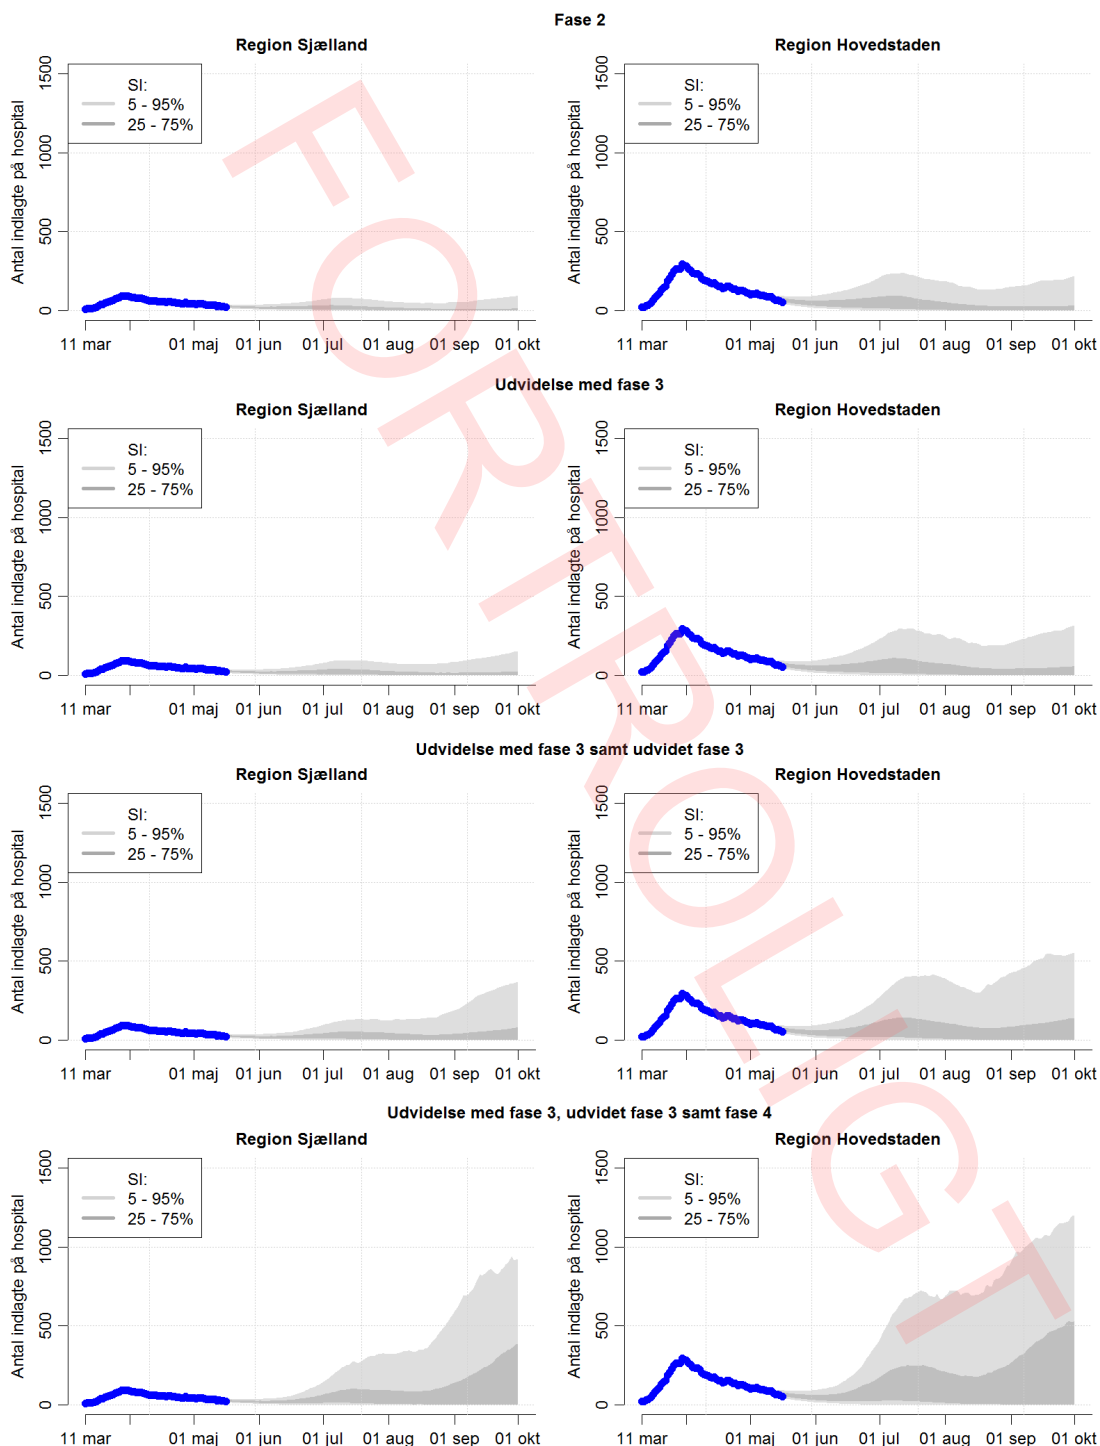 Fase 2
Region Sjælland
Region Hovedstaden
Antal indlagte på hospital
0
500
1000
1500
SI:
5 - 95%
25 - 75%
11 mar
01 maj
01 jun
01 jul
01 aug
01 sep
01 okt
Antal indlagte på hospital
0
500
1000
1500
SI:
5 - 95%
25 - 75%
11 mar
01 maj
01 jun
01 jul
01 aug
01 sep
01 okt
Udvidelse med fase 3
Region Sjælland
Region Hovedstaden
Antal indlagte på hospital
0
500
1000
1500
SI:
5 - 95%
25 - 75%
11 mar
01 maj
01 jun
01 jul
01 aug
01 sep
01 okt
Antal indlagte på hospital
0
500
1000
1500
SI:
5 - 95%
25 - 75%
11 mar
01 maj
01 jun
01 jul
01 aug
01 sep
01 okt
Udvidelse med fase 3 samt udvidet fase 3
Region Sjælland
Region Hovedstaden
Antal indlagte på hospital
0
500
1000
1500
SI:
5 - 95%
25 - 75%
11 mar
01 maj
01 jun
01 jul
01 aug
01 sep
01 okt
Antal indlagte på hospital
0
500
1000
1500
SI:
5 - 95%
25 - 75%
11 mar
01 maj
01 jun
01 jul
01 aug
01 sep
01 okt
Udvidelse med fase 3, udvidet fase 3 samt fase 4
Region Sjælland
Region Hovedstaden
Antal indlagte på hospital
0
500
1000
1500
SI:
5 - 95%
25 - 75%
11 mar
01 maj
01 jun
01 jul
01 aug
01 sep
01 okt
Antal indlagte på hospital
0
500
1000
1500
SI:
5 - 95%
25 - 75%
11 mar
01 maj
01 jun
01 jul
01 aug
01 sep
01 okt
FORTROLIGT